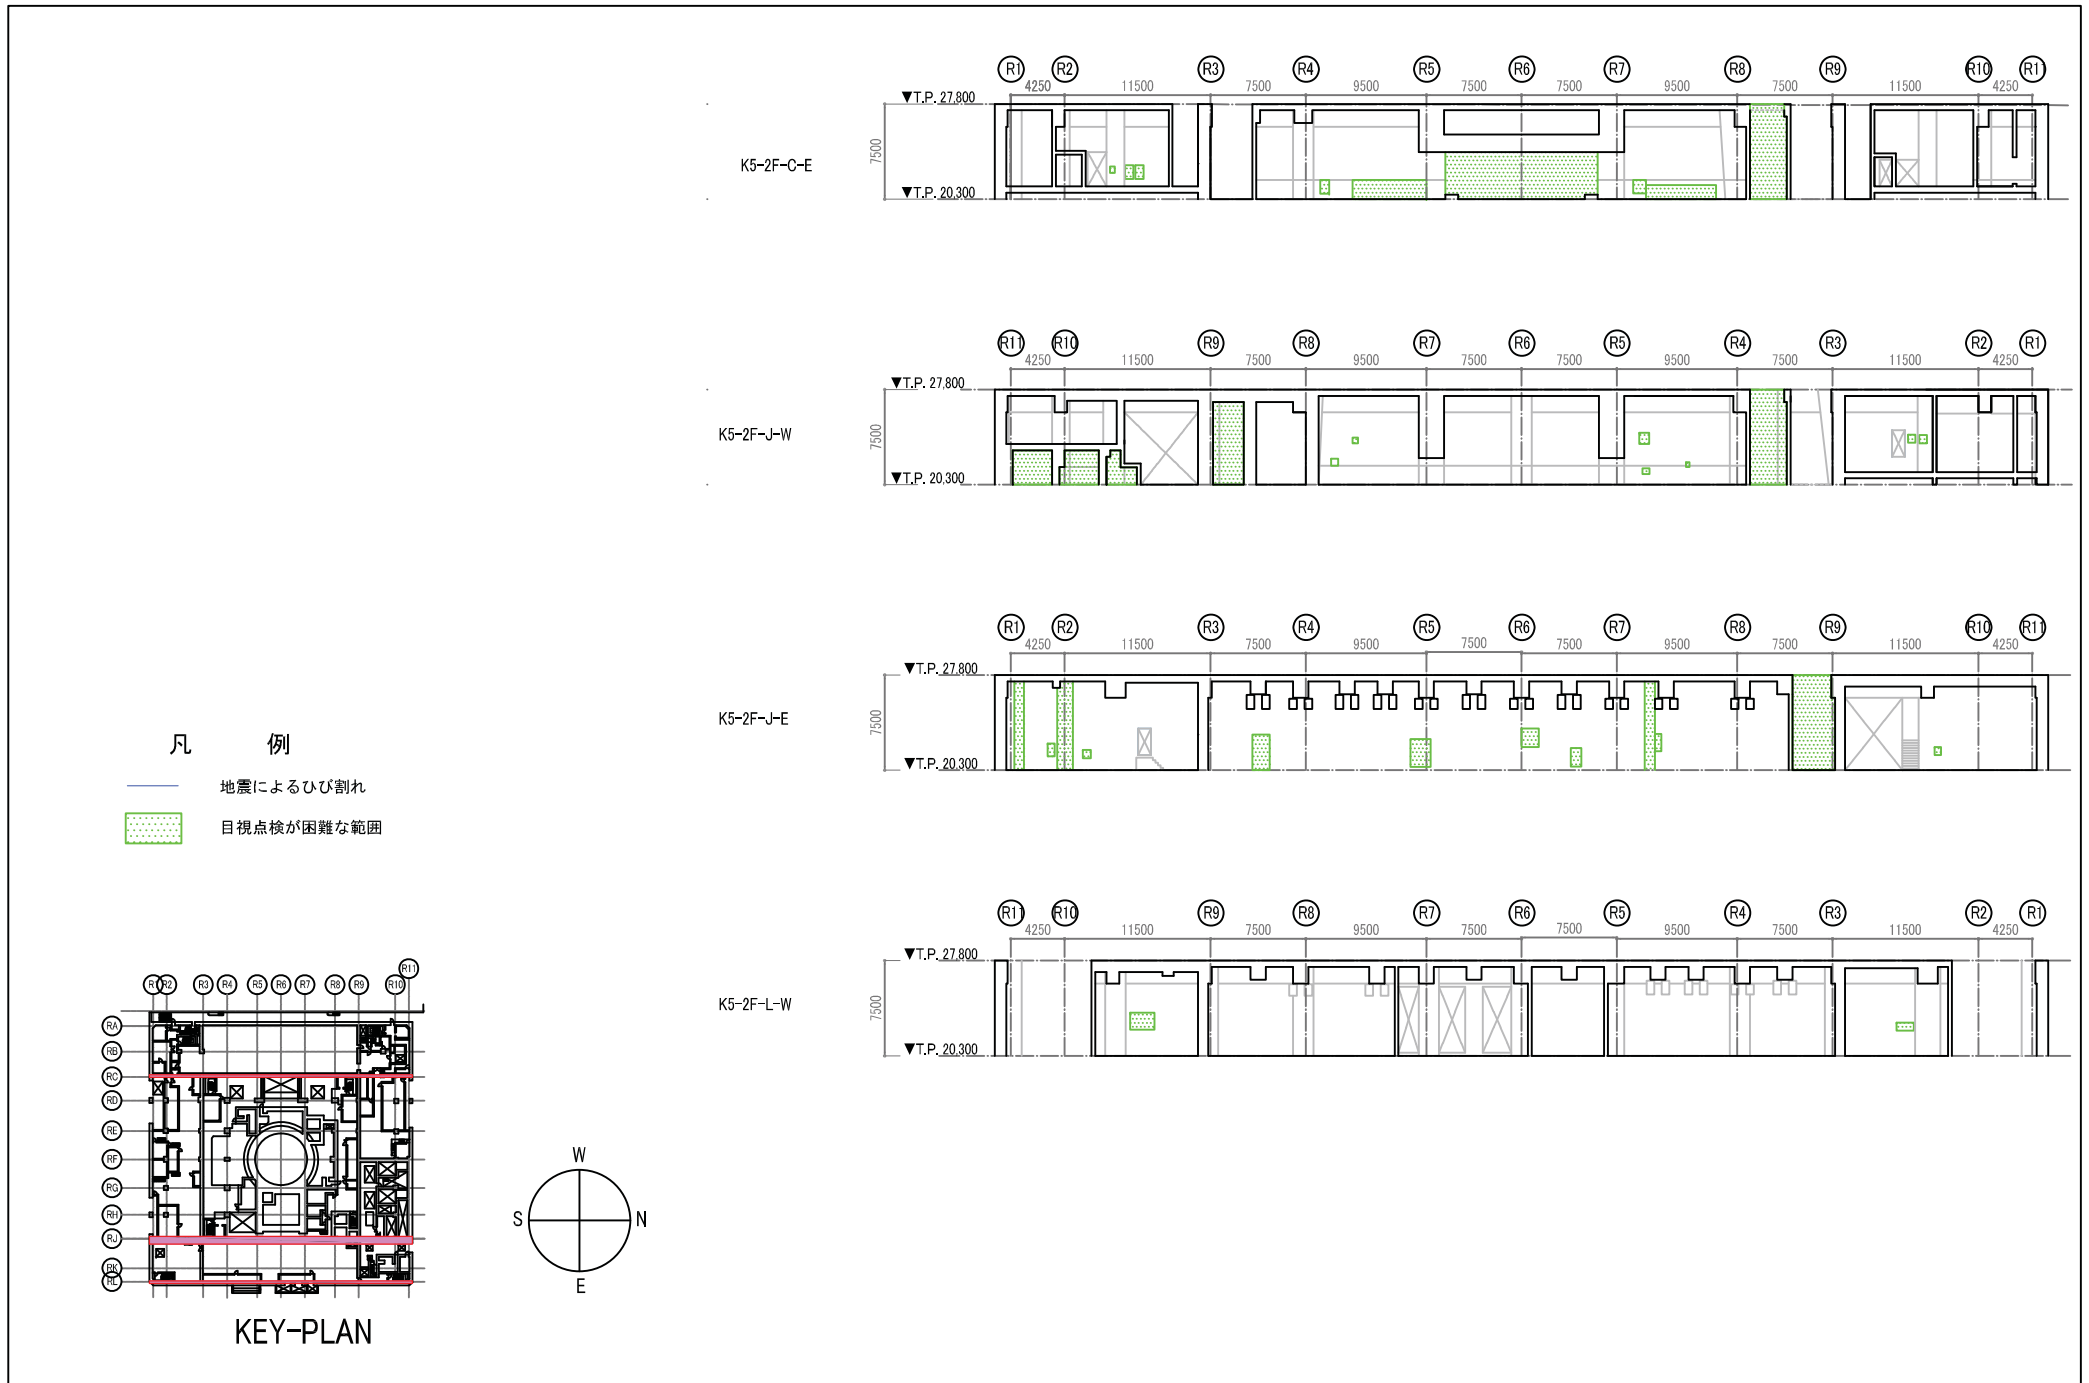 R1 R2 R3 R4 R5 R6 R7 R8 R9 R10 R11
4250 11500 7500 9500 7500 7500 9500 7500 11500 4250
▼T.P. 27,800
K5-2F-C-E
7500
▼T.P. 20,300
R11 R10 R9 R8 R7 R6 R5 R4 R3 R2 R1
4250 11500 7500 9500 7500 7500 9500 7500 11500 4250
▼T.P. 27,800
K5-2F-J-W
7500
▼T.P. 20,300
R1 R2 R3 R4 R5 R6 R7 R8 R9 R10 R11
4250 11500 7500 9500 7500 7500 9500 7500 11500 4250
▼T.P. 27,800
K5-2F-J-E
7500
▼T.P. 20,300
R11 R10 R9 R8 R7 R6 R5 R4 R3 R2 R1
4250 11500 7500 9500 7500 7500 9500 7500 11500 4250
▼T.P. 27,800
K5-2F-L-W
7500
▼T.P. 20,300
凡 例
地震によるひび割れ
目視点検が困難な範囲
R1 R2 R3 R4 R5 R6 R7 R8 R9 R10 R11
RA
RB
RC
RD
RE
RF
RG
RH
RJ
RK
RL
KEY-PLAN
W
S N
E